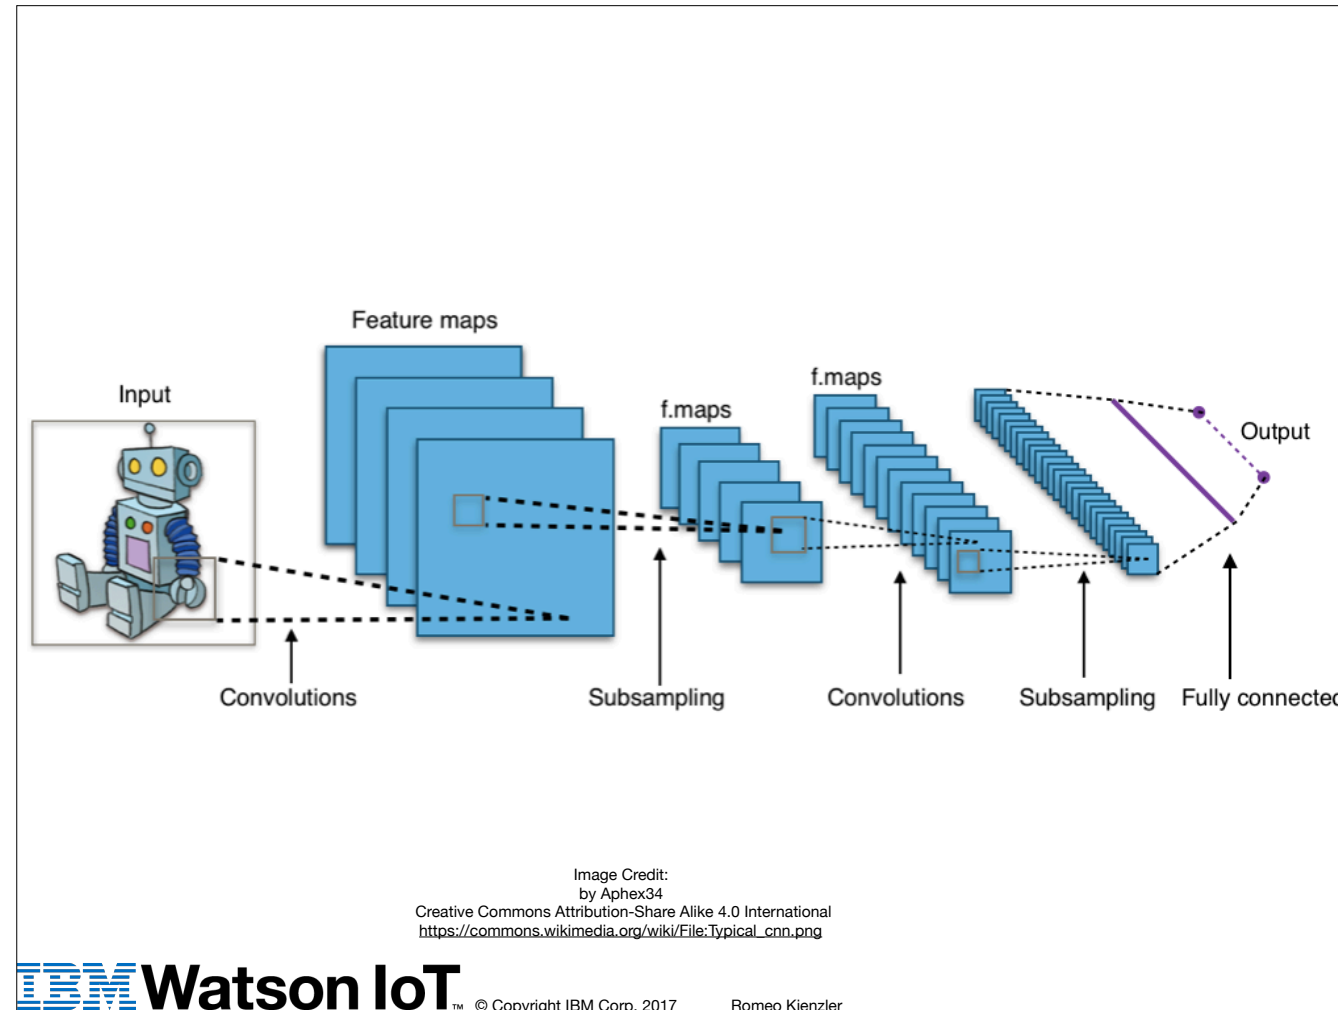 Feature maps
Input
f.maps
f.maps
Output
Convolutions
Subsampling
Convolutions
Subsampling
Fully connected
Image Credit:
by Aphex34
Creative Commons Attribution-Share Alike 4.0 International
https://commons.wikimedia.org/wiki/File:Typical_cnn.png
IBM Watson IoT™ © Copyright IBM Corp. 2017 Romeo Kienzler